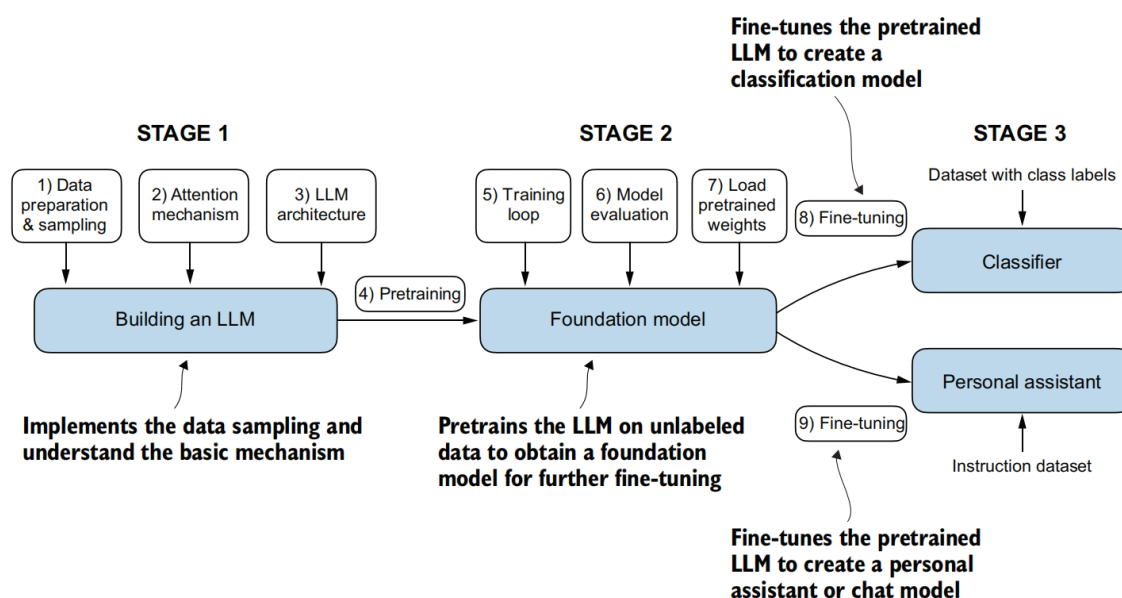 Fine-tunes the pretrained
LLM to create a
classification model
STAGE 1
STAGE 2
STAGE 3
1) Data
preparation
& sampling
2) Attention
mechanism
3) LLM
architecture
5) Training
loop
6) Model
evaluation
7) Load
pretrained
weights
8) Fine-tuning
Dataset with class labels
Classifier
4) Pretraining
Building an LLM
Foundation model
Personal assistant
Implements the data sampling and
understand the basic mechanism
Pretrains the LLM on unlabeled
data to obtain a foundation
model for further fine-tuning
9) Fine-tuning
Instruction dataset
Fine-tunes the pretrained
LLM to create a personal
assistant or chat model